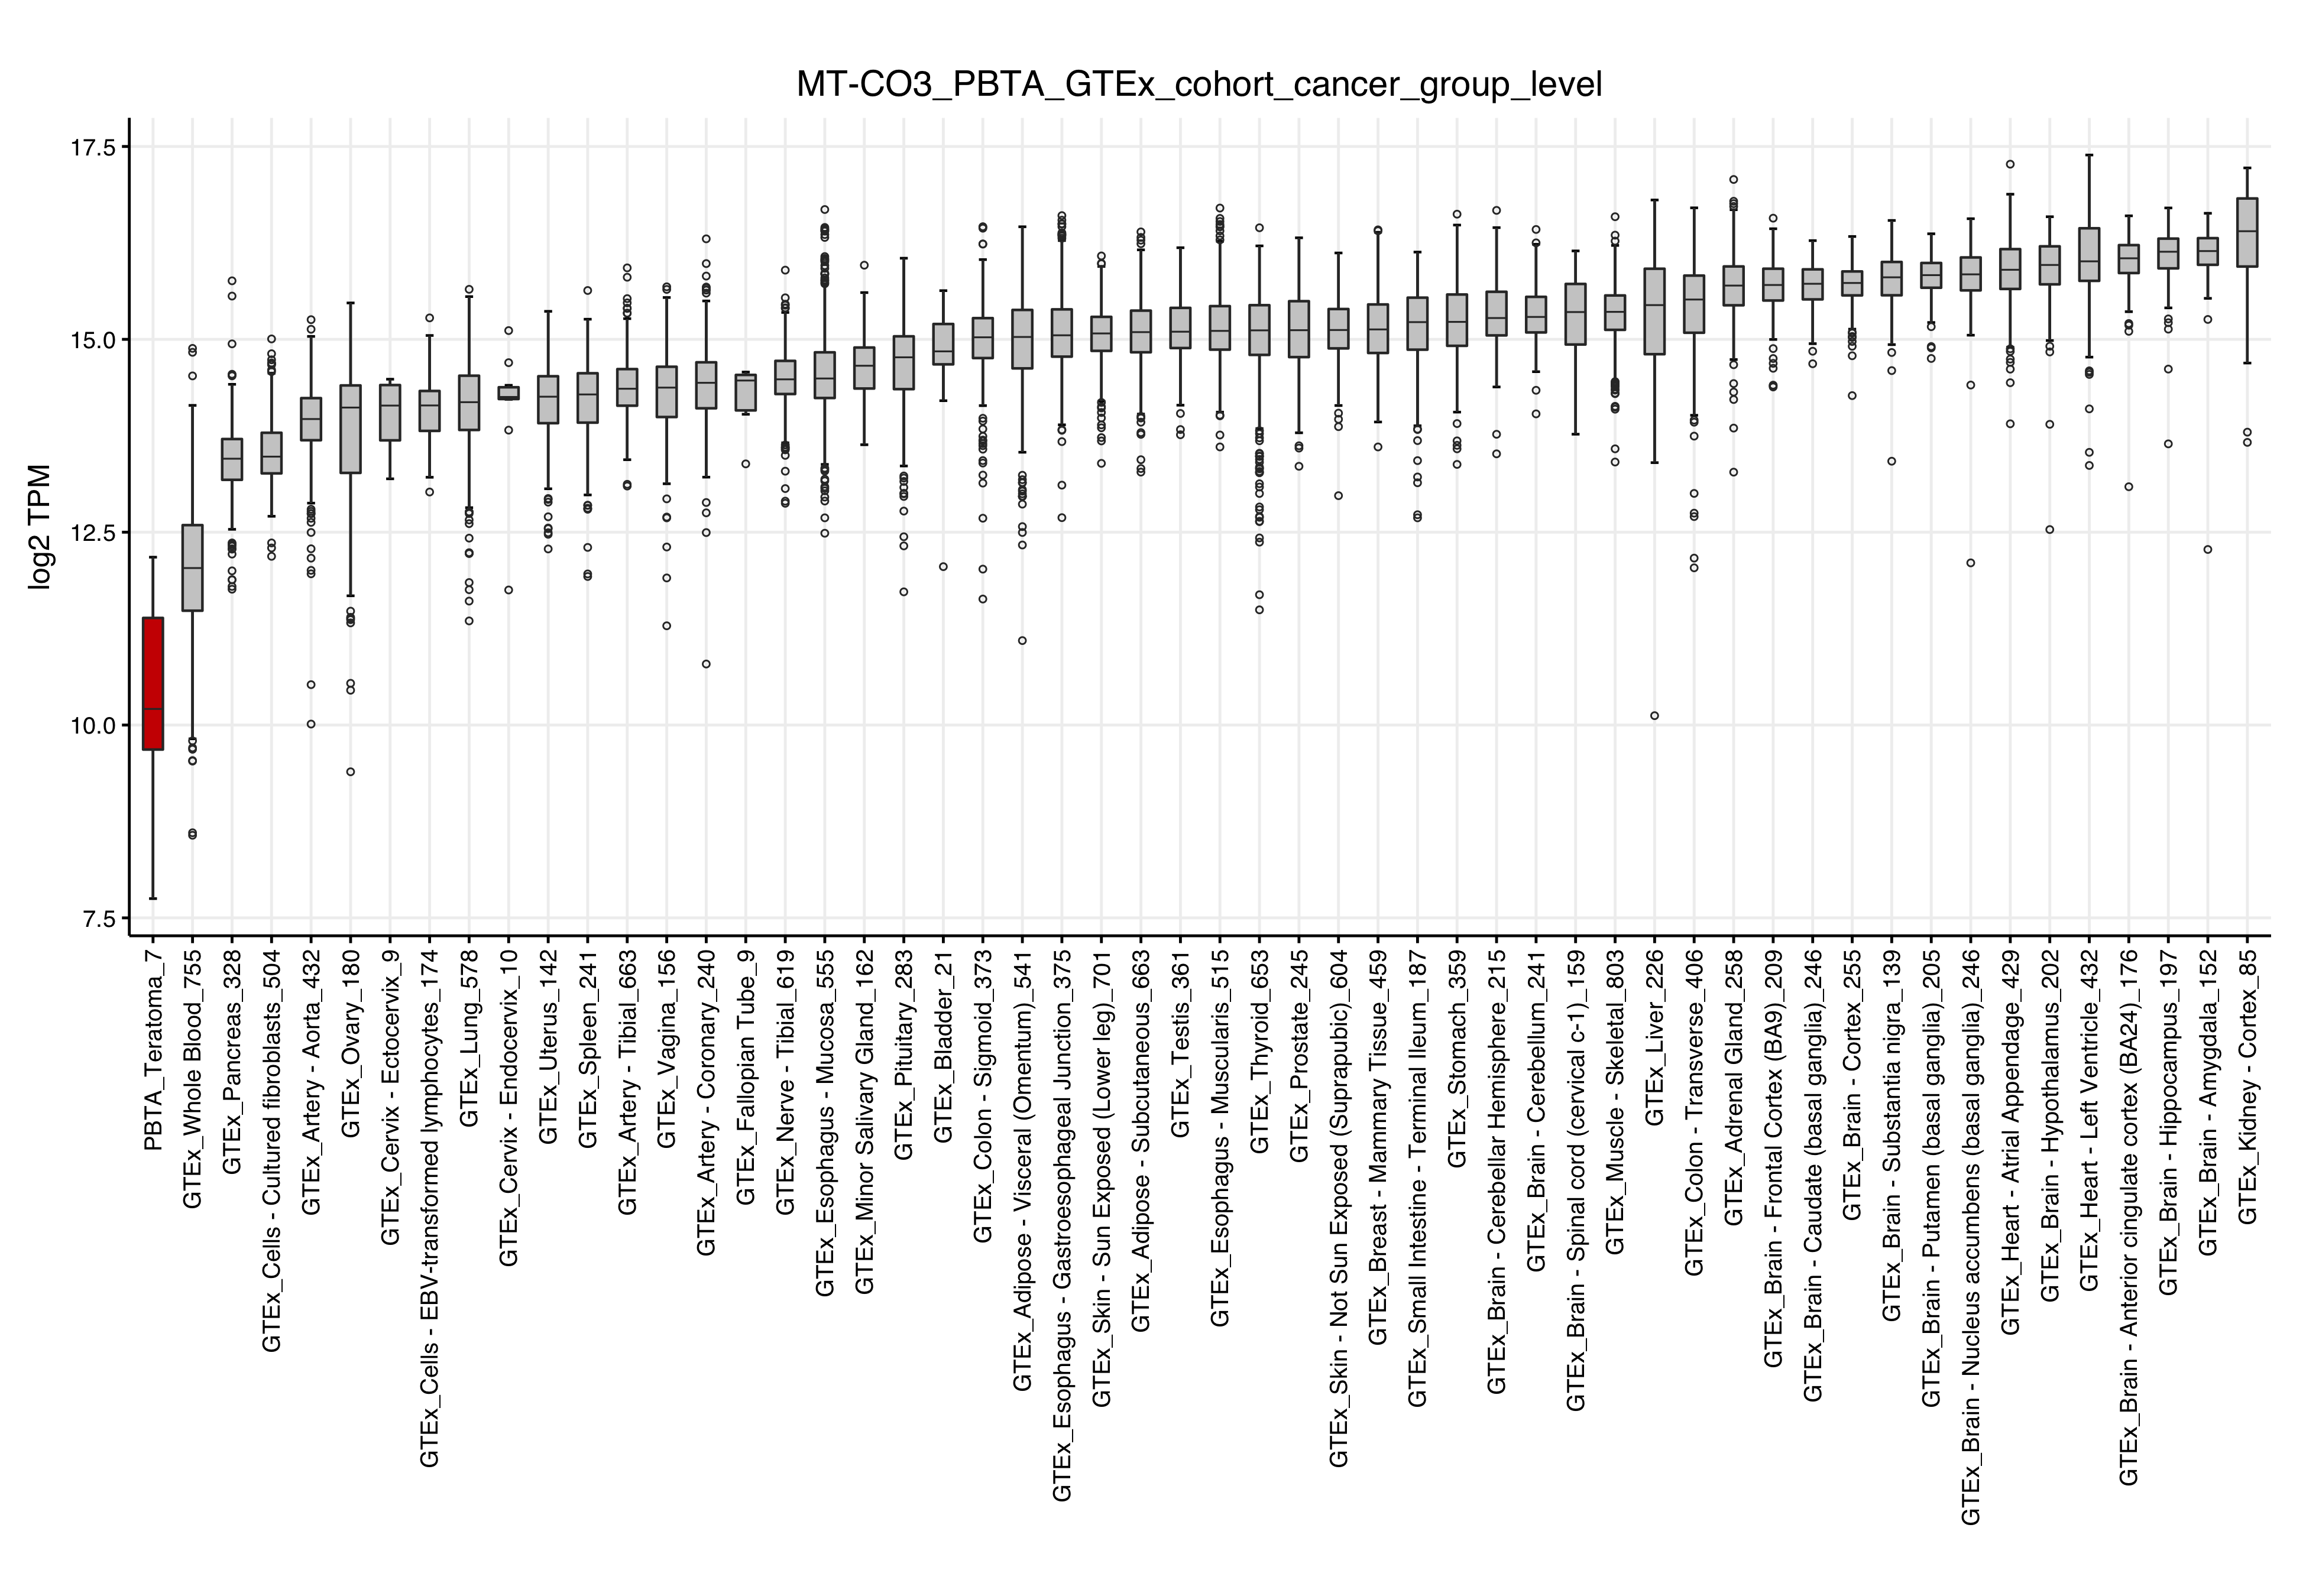 MT-CO3_PBTA_GTEx_cohort_cancer_group_level
log2 TPM
17.5
15.0
12.5
10.0
7.5
PBTA_Teratoma_7
GTEx_Whole Blood_755
GTEx_Pancreas_328
GTEx_Cells - Cultured fibroblasts_504
GTEx_Artery - Aorta_432
GTEx_Ovary_180
GTEx_Cervix - Ectocervix_9
GTEx_Cells - EBV-transformed lymphocytes_174
GTEx_Lung_578
GTEx_Cervix - Endocervix_10
GTEx_Uterus_142
GTEx_Spleen_241
GTEx_Artery - Tibial_663
GTEx_Vagina_156
GTEx_Artery - Coronary_240
GTEx_Fallopian Tube_9
GTEx_Nerve - Tibial_619
GTEx_Esophagus - Mucosa_555
GTEx_Minor Salivary Gland_162
GTEx_Pituitary_283
GTEx_Bladder_21
GTEx_Colon - Sigmoid_373
GTEx_Adipose - Visceral (Omentum)_541
GTEx_Esophagus - Gastroesophageal Junction_375
GTEx_Skin - Sun Exposed (Lower leg)_701
GTEx_Adipose - Subcutaneous_663
GTEx_Testis_361
GTEx_Esophagus - Muscularis_515
GTEx_Thyroid_653
GTEx_Prostate_245
GTEx_Skin - Not Sun Exposed (Suprapubic)_604
GTEx_Breast - Mammary Tissue_459
GTEx_Small Intestine - Terminal Ileum_187
GTEx_Stomach_359
GTEx_Brain - Cerebellar Hemisphere_215
GTEx_Brain - Cerebellum_241
GTEx_Brain - Spinal cord (cervical c-1)_159
GTEx_Muscle - Skeletal_803
GTEx_Liver_226
GTEx_Colon - Transverse_406
GTEx_Adrenal Gland_258
GTEx_Brain - Frontal Cortex (BA9)_209
GTEx_Brain - Caudate (basal ganglia)_246
GTEx_Brain - Cortex_255
GTEx_Brain - Substantia nigra_139
GTEx_Brain - Putamen (basal ganglia)_205
GTEx_Brain - Nucleus accumbens (basal ganglia)_246
GTEx_Heart - Atrial Appendage_429
GTEx_Brain - Hypothalamus_202
GTEx_Heart - Left Ventricle_432
GTEx_Brain - Anterior cingulate cortex (BA24)_176
GTEx_Brain - Hippocampus_197
GTEx_Brain - Amygdala_152
GTEx_Kidney - Cortex_85